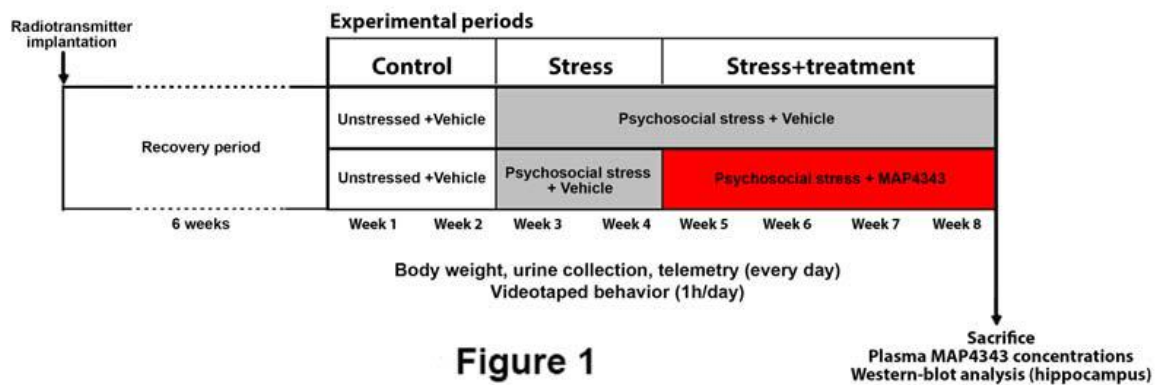 Radiotransmitter
implantation
Experimental periods
Control
Stress
Stress+treatment
Recovery period
Unstressed +Vehicle
Psychosocial stress + Vehicle
Unstressed +Vehicle
Psychosocial stress
+ Vehicle
Psychosocial stress + MAP4343
6 weeks
Week 1
Week 2
Week 3
Week 4
Week 5
Week 6
Week 7
Week 8
Body weight, urine collection, telemetry (every day)
Videotaped behavior (1h/day)
Figure 1
Sacrifice
Plasma MAP4343 concentrations
Western-blot analysis (hippocampus)